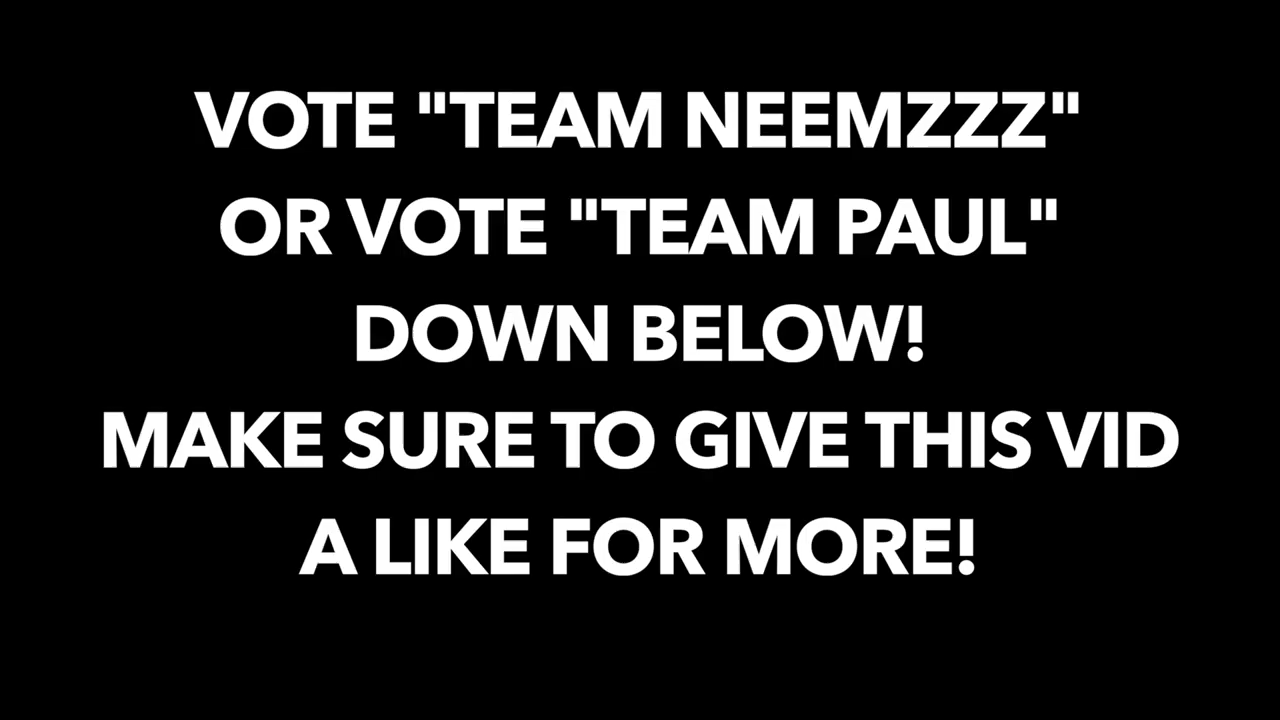 VOTE "TEAM NEEMZZZ"
OR VOTE "TEAM PAUL"
DOWN BELOW!
MAKE SURE TO GIVE THIS VID
A LIKE FOR MORE!